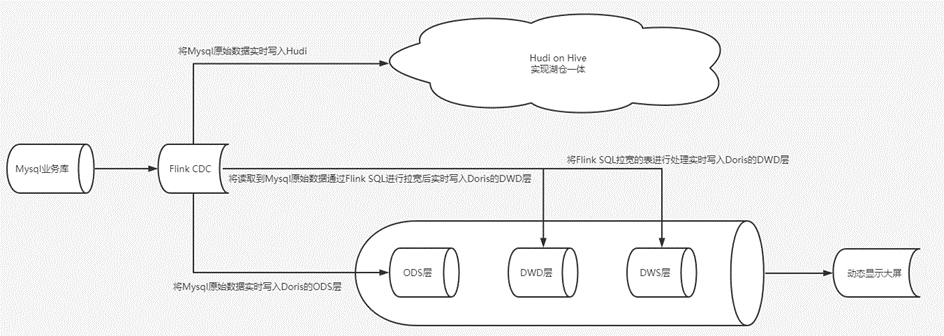 将Mysql原始数据实时写入Hudi
Hudi on Hive
实现湖仓一体
Mysql业务库
Flink CDC
将Flink SQL拉宽的表进行处理实时写入Doris的DWD层
将读取到Mysql原始数据通过Flink SQL进行拉宽后实时写入Doris的DWD层
ODS层
DWD层
DWS层
动态显示大屏
将Mysql原始数据实时写入Doris的ODS层